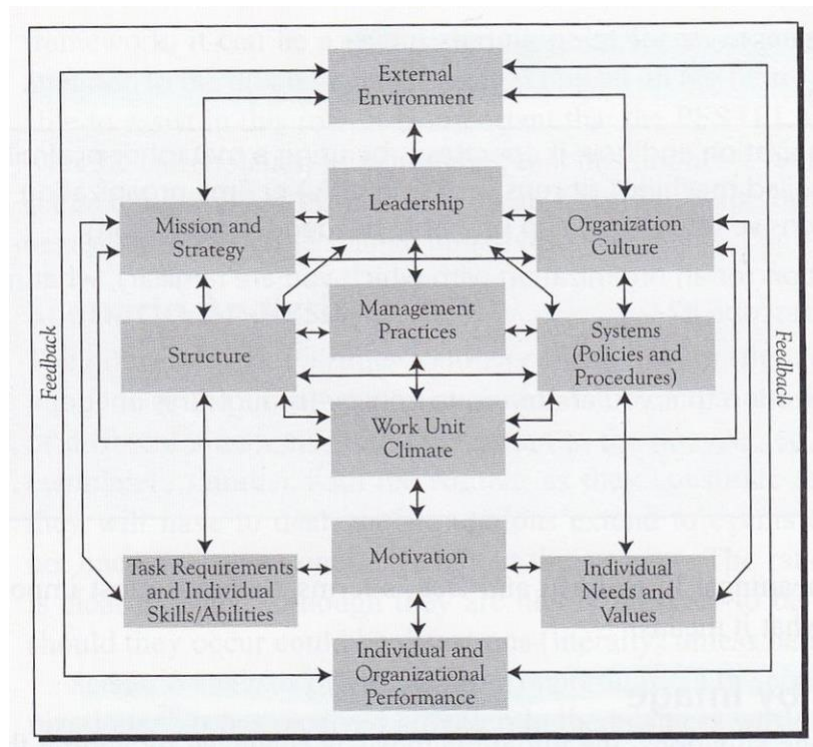 External
Environment
Leadership
Mission and
Strategy
Organization
Culture
Management
Practices
Structure
Systems
(Policies and
Procedures)
Feedback
Feedback
Work Unit
Climate
Motivation
Task Requirements
and Individual
Skills/Abilities
Individual
Needs and
Values
Individual and
Organizational
Performance